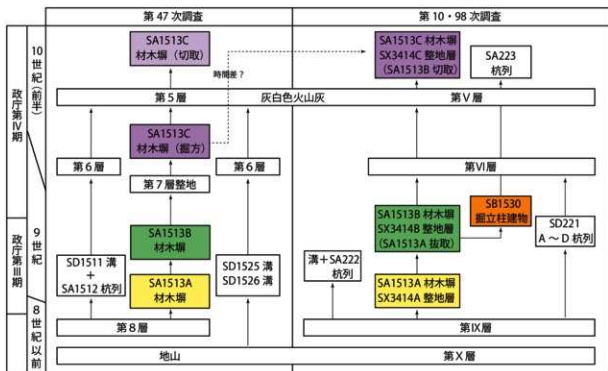 第47次調査
第10・98次調査
政庁第Ⅳ期
政庁第Ⅲ期
10世紀(前半)
9世紀
8世紀以前
SA1513C
材木塀(切取)
時間差?
SA1513C 材木塀
SX3414C 整地層
(SA1513B 切取)
SA223
杭列
第5層
灰白色火山灰
第Ⅴ層
SA1513C
材木塀(掘方)
第6層
第6層
第Ⅵ層
第7層整地
SA1513B
材木塀
SA1513B 材木塀
SX3414B 整地層
(SA1513A 抜取)
SB1530
掘立柱建物
SD221
A~D 杭列
SD1511 溝
+
SA1512 杭列
SA1513A
材木塀
SD1525 溝
SD1526 溝
溝+SA222
杭列
SA1513A 材木塀
SX3414A 整地層
第8層
第Ⅸ層
地山
第Ⅹ層